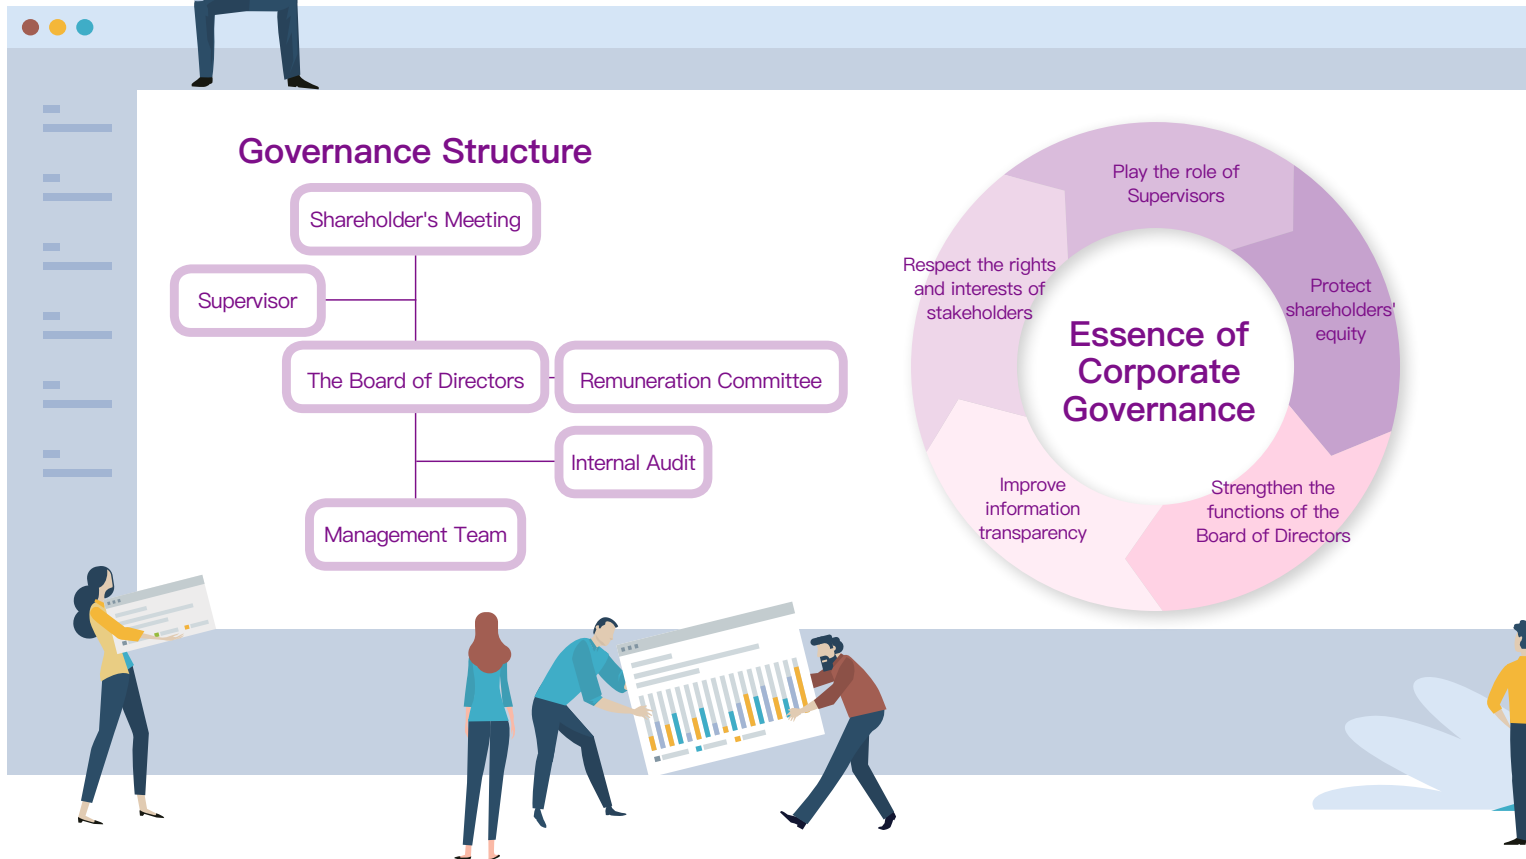 Governance Structure
Shareholder's Meeting
Supervisor
The Board of Directors
Remuneration Committee
Internal Audit
Management Team
Essence of
Corporate
Governance
Play the role of
Supervisors
Protect
shareholders'
equity
Strengthen the
functions of the
Board of Directors
Improve
information
transparency
Respect the rights
and interests of
stakeholders